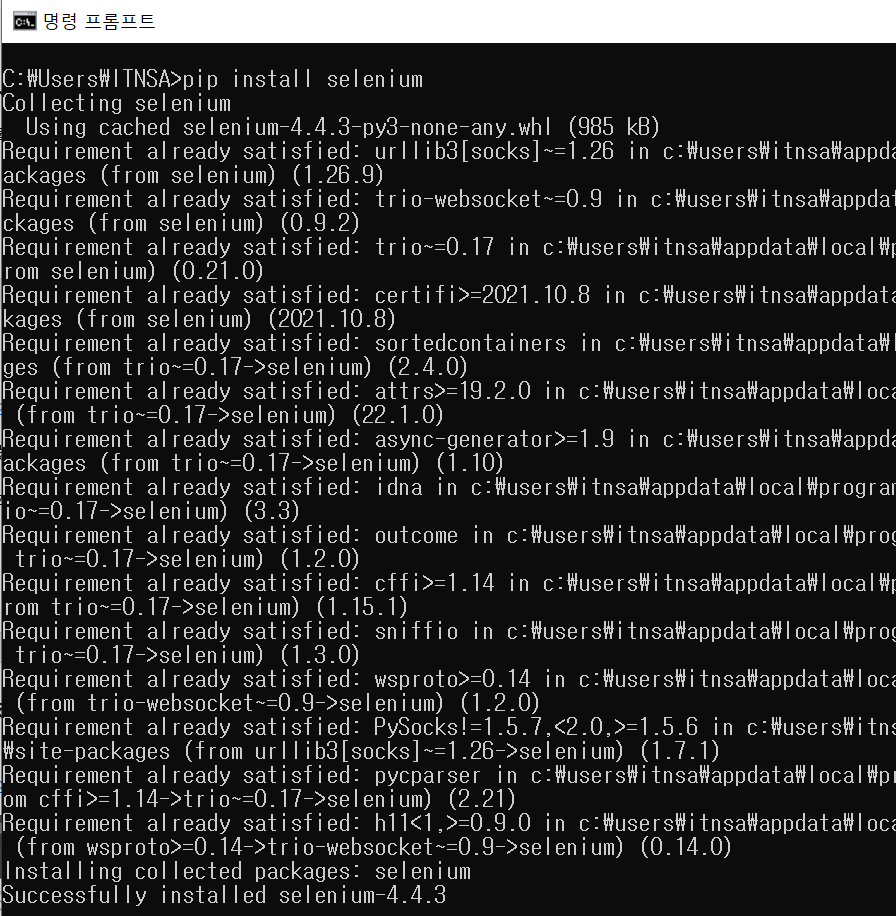 명령 프롬프트
C:₩Users₩ITNSA>pip install selenium
Collecting selenium
  Using cached selenium-4.4.3-py3-none-any.whl (985 kB)
Requirement already satisfied: urllib3[socks]~=1.26 in c:₩users₩itnsa₩appda
ackages (from selenium) (1.26.9)
Requirement already satisfied: trio-websocket~=0.9 in c:₩users₩itnsa₩appdat
ckages (from selenium) (0.9.2)
Requirement already satisfied: trio~=0.17 in c:₩users₩itnsa₩appdata₩local₩p
rom selenium) (0.21.0)
Requirement already satisfied: certifi>=2021.10.8 in c:₩users₩itnsa₩appdata
kages (from selenium) (2021.10.8)
Requirement already satisfied: sortedcontainers in c:₩users₩itnsa₩appdata₩l
ges (from trio~=0.17->selenium) (2.4.0)
Requirement already satisfied: attrs>=19.2.0 in c:₩users₩itnsa₩appdata₩loca
 (from trio~=0.17->selenium) (22.1.0)
Requirement already satisfied: async-generator>=1.9 in c:₩users₩itnsa₩appda
ackages (from trio~=0.17->selenium) (1.10)
Requirement already satisfied: idna in c:₩users₩itnsa₩appdata₩local₩program
io~=0.17->selenium) (3.3)
Requirement already satisfied: outcome in c:₩users₩itnsa₩appdata₩local₩prog
 trio~=0.17->selenium) (1.2.0)
Requirement already satisfied: cffi>=1.14 in c:₩users₩itnsa₩appdata₩local₩p
rom trio~=0.17->selenium) (1.15.1)
Requirement already satisfied: sniffio in c:₩users₩itnsa₩appdata₩local₩prog
 trio~=0.17->selenium) (1.3.0)
Requirement already satisfied: wsproto>=0.14 in c:₩users₩itnsa₩appdata₩loca
 (from trio-websocket~=0.9->selenium) (1.2.0)
Requirement already satisfied: PySocks!=1.5.7,<2.0,>=1.5.6 in c:₩users₩itns
₩site-packages (from urllib3[socks]~=1.26->selenium) (1.7.1)
Requirement already satisfied: pycparser in c:₩users₩itnsa₩appdata₩local₩pr
om cffi>=1.14->trio~=0.17->selenium) (2.21)
Requirement already satisfied: h11<1,>=0.9.0 in c:₩users₩itnsa₩appdata₩loca
 (from wsproto>=0.14->trio-websocket~=0.9->selenium) (0.14.0)
Installing collected packages: selenium
Successfully installed selenium-4.4.3